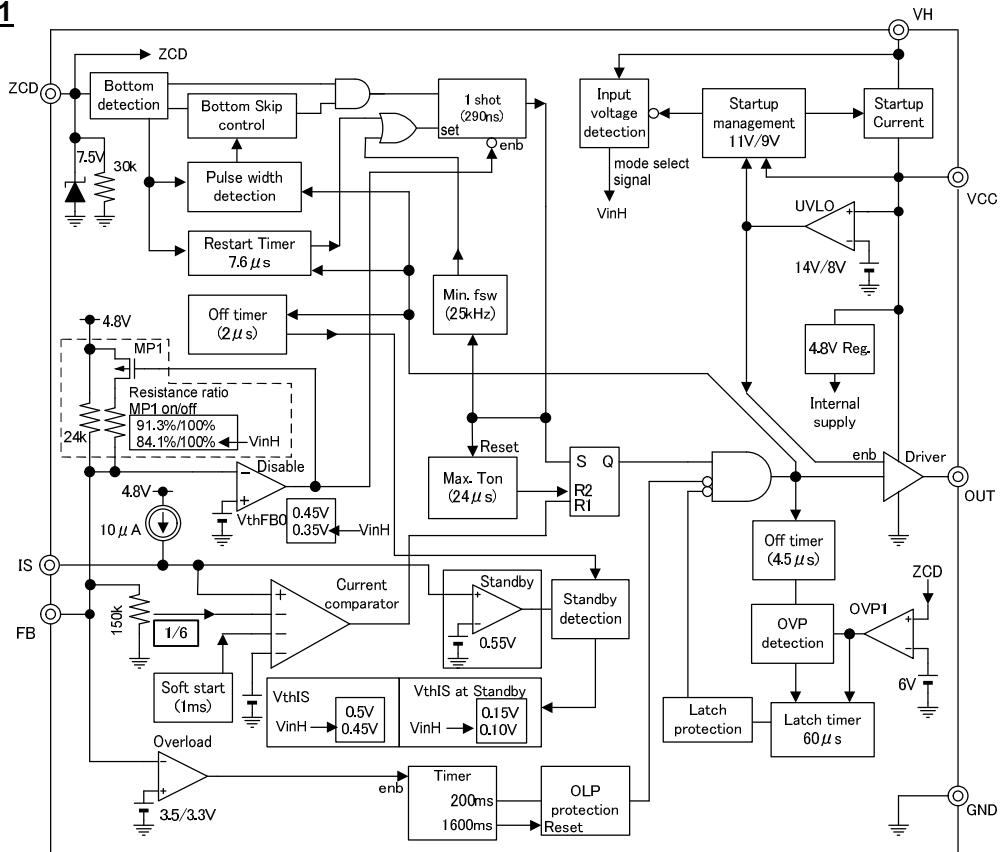 1
VH
ZCD
ZCD
Bottom
detection
Bottom Skip
control
1 shot
(290ns)
set
enb
Input
voltage
detection
Startup
management
11V/9V
Startup
Current
mode select
signal
VinH
VCC
7.5V
30k
Pulse width
detection
UVLO
14V/8V
Restart Timer
7.6μs
Min. fsw
(25kHz)
Off timer
(2μs)
4.8V
4.8V Reg.
Internal
supply
MP1
Resistance ratio
MP1 on/off
91.3%/100%
84.1%/100%
VinH
24k
Reset
Max. Ton
(24μs)
S Q
R2
R1
enb
Driver
OUT
Disable
VthFB0
0.45V
0.35V
VinH
4.8V
10μA
Off timer
(4.5μs)
IS
FB
150k
1/6
Current
comparator
Standby
0.55V
Standby
detection
ZCD
OVP
detection
OVP1
6V
Soft start
(1ms)
VthIS
VinH
0.5V
0.45V
VthIS at Standby
VinH
0.15V
0.10V
Latch
protection
Latch timer
60μs
Overload
3.5/3.3V
enb
Timer
200ms
1600ms
OLP
protection
Reset
GND